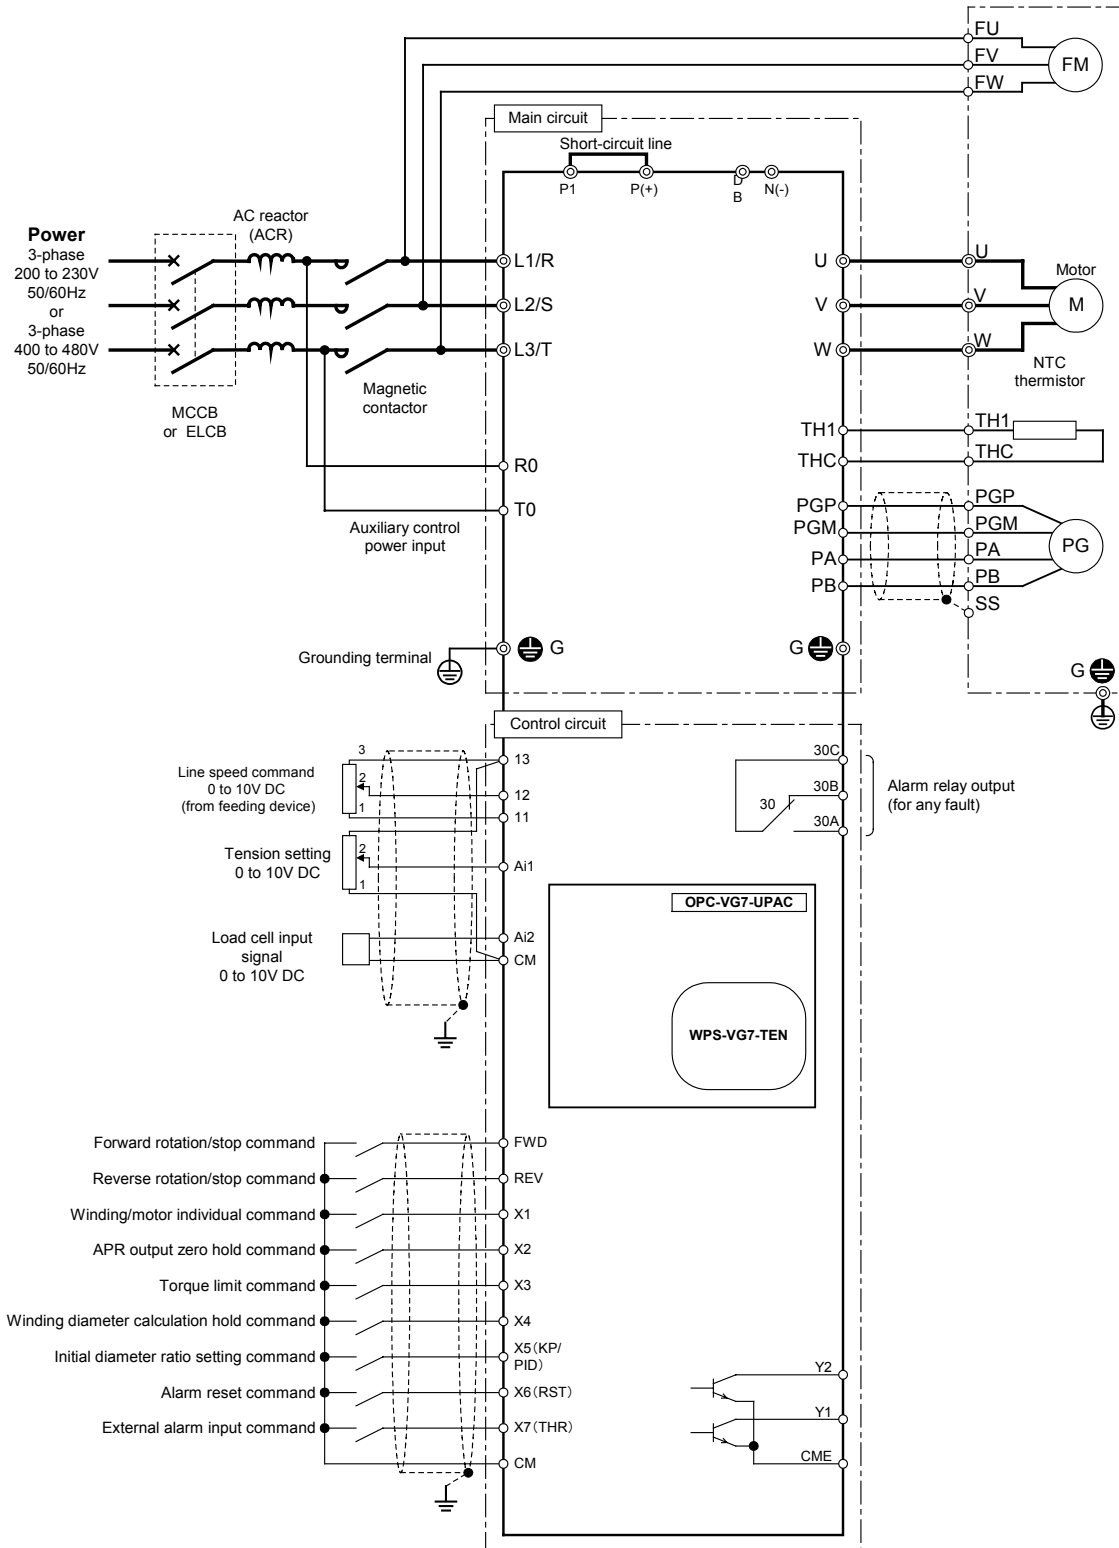 FU
FV
FM
FW
Main circuit
Short-circuit line
P1
P(+)
D
B
N(-)
AC reactor
(ACR)
Power
3-phase
200 to 230V
50/60Hz
or
3-phase
400 to 480V
50/60Hz
L1/R
L2/S
L3/T
U
V
W
U
V
W
Motor
M
NTC
thermistor
MCCB
or ELCB
Magnetic
contactor
TH1
THC
TH1
THC
R0
T0
Auxiliary control
power input
PGP
PGM
PA
PB
PGP
PGM
PA
PB
SS
PG
Grounding terminal
G
G
G
Control circuit
Line speed command
0 to 10V DC
(from feeding device)
3
2
1
13
12
11
Tension setting
0 to 10V DC
2
1
Ai1
Load cell input
signal
0 to 10V DC
Ai2
CM
30C
30B
30
30A
Alarm relay output
(for any fault)
OPC-VG7-UPAC
WPS-VG7-TEN
Forward rotation/stop command
FWD
Reverse rotation/stop command
REV
Winding/motor individual command
X1
APR output zero hold command
X2
Torque limit command
X3
Winding diameter calculation hold command
X4
Initial diameter ratio setting command
X5(KP/
PID)
Alarm reset command
X6(RST)
External alarm input command
X7(THR)
CM
Y2
Y1
CME